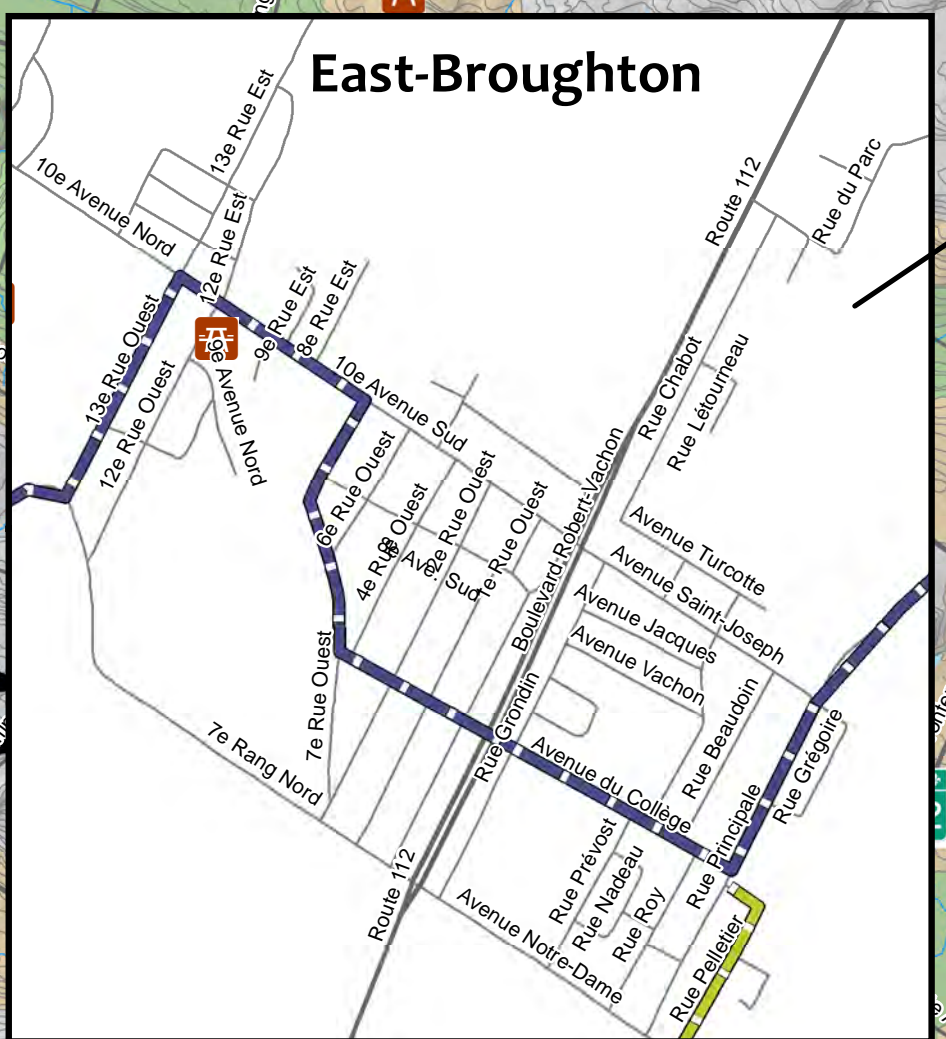 East-Broughton
13e Rue Est
10e Avenue Nord
12e Rue Est
Route 112
Rue du Parc
9e Rue Est
8e Rue Est
13e Rue Ouest
12e Rue Ouest
9e Avenue Nord
10e Avenue Sud
Rue Chabot
Rue Létourneau
6e Rue Ouest
4e Rue Ouest
8e Ave. Sud
2e Rue Ouest
1e Rue Ouest
Boulevard Robert-Vachon
Avenue Turcotte
Avenue Saint-Joseph
Avenue Jacques
Avenue Vachon
7e Rue Ouest
Rue Grondin
Rue Beaudoin
Rue Grégoire
7e Rang Nord
Avenue du Collège
Rue Principale
Rue Prévost
Rue Nadeau
Rue Roy
Route 112
Avenue Notre-Dame
Rue Pelletier